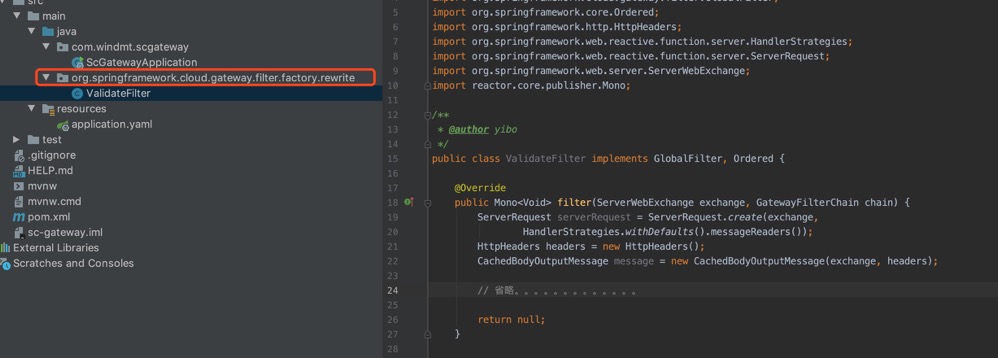 src
main
java
com.windmt.scgateway
ScGatewayApplication
org.springframework.cloud.gateway.filter.factory.rewrite
ValidateFilter
resources
application.yaml
test
.gitignore
HELP.md
mvnw
mvnw.cmd
pom.xml
sc-gateway.iml
External Libraries
Scratches and Consoles
5 import org.springframework.core.Ordered;
6 import org.springframework.http.HttpHeaders;
7 import org.springframework.web.reactive.function.server.HandlerStrategies;
8 import org.springframework.web.reactive.function.server.ServerRequest;
9 import org.springframework.web.server.ServerWebExchange;
10 import reactor.core.publisher.Mono;
11
12 /**
13 * @author yibo
14 */
15 public class ValidateFilter implements GlobalFilter, Ordered {
16
17 @Override
18 public Mono<Void> filter(ServerWebExchange exchange, GatewayFilterChain chain) {
19 ServerRequest serverRequest = ServerRequest.create(exchange,
20 HandlerStrategies.withDefaults().messageReaders());
21 HttpHeaders headers = new HttpHeaders();
22 CachedBodyOutputMessage message = new CachedBodyOutputMessage(exchange, headers);
23
24 // 省略。。。。。。。。。。。。。
25
26 return null;
27 }
28